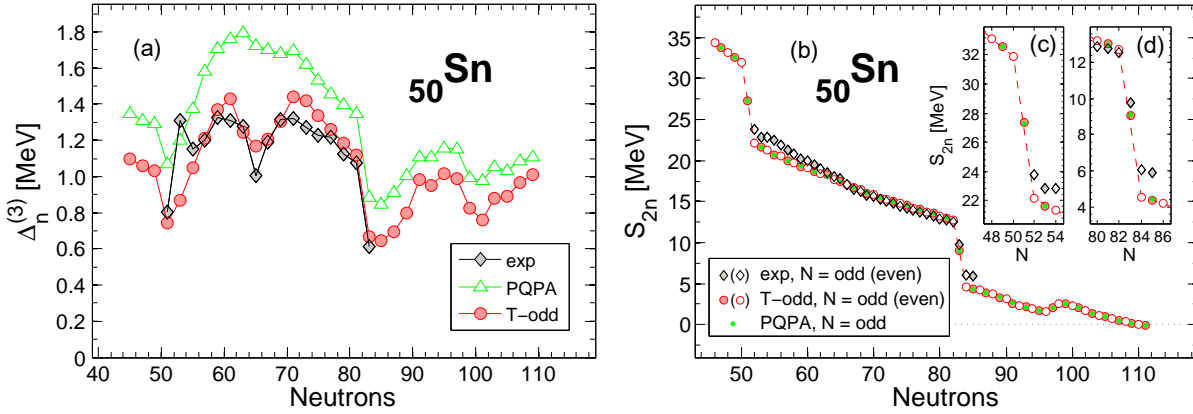 (a)
₅₀Sn
Δₙ⁽³⁾ [MeV]
1.8
1.6
1.4
1.2
1.0
0.8
0.6
0.4
0.2
0
exp
PQPA
T−odd
40 50 60 70 80 90 100 110
Neutrons
(b)
₅₀Sn
S₂ₙ [MeV]
35
30
25
20
15
10
5
0
exp, N = odd (even)
T−odd, N = odd (even)
PQPA, N = odd
50 60 70 80 90 100 110
Neutrons
(c)
S₂ₙ [MeV]
32
30
28
26
24
22
48 50 52 54
N
(d)
12
10
8
6
4
80 82 84 86
N